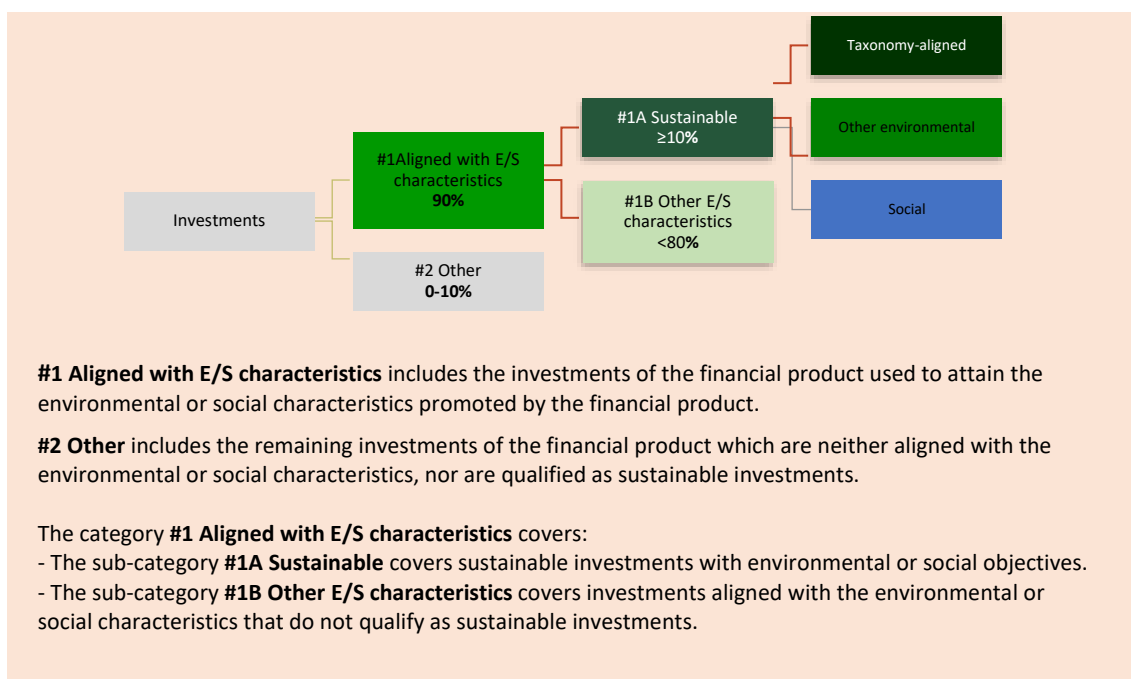 Taxonomy-aligned
#1A Sustainable
≥10%
Other environmental
#1Aligned with E/S
characteristics
90%
#1B Other E/S
characteristics
<80%
Social
Investments
#2 Other
0-10%
#1 Aligned with E/S characteristics includes the investments of the financial product used to attain the
environmental or social characteristics promoted by the financial product.
#2 Other includes the remaining investments of the financial product which are neither aligned with the
environmental or social characteristics, nor are qualified as sustainable investments.
The category #1 Aligned with E/S characteristics covers:
- The sub-category #1A Sustainable covers sustainable investments with environmental or social objectives.
- The sub-category #1B Other E/S characteristics covers investments aligned with the environmental or
social characteristics that do not qualify as sustainable investments.